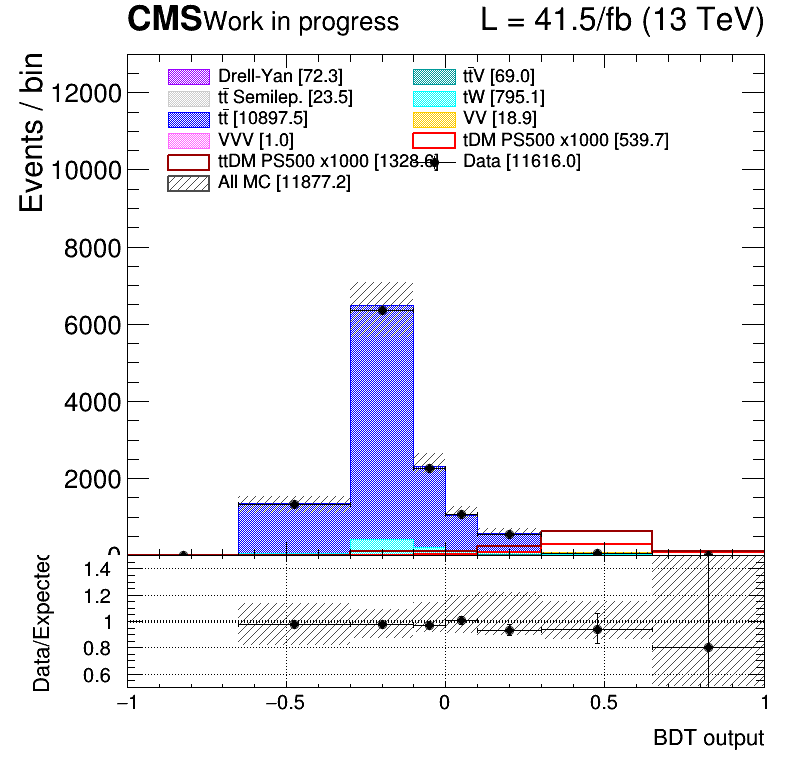 CMS Work in progress L = 41.5/fb (13 TeV)
Events / bin
12000
10000
8000
6000
4000
2000
0
Drell-Yan [72.3] tt̄V [69.0]
tt̄ Semilep. [23.5] tW [795.1]
tt̄ [10897.5] VV [18.9]
VVV [1.0] tDM PS500 x1000 [539.7]
ttDM PS500 x1000 [1328.6] Data [11616.0]
All MC [11877.2]
Data/Expected
1.4
1.2
1
0.8
0.6
−1 −0.5 0 0.5 1
BDT output